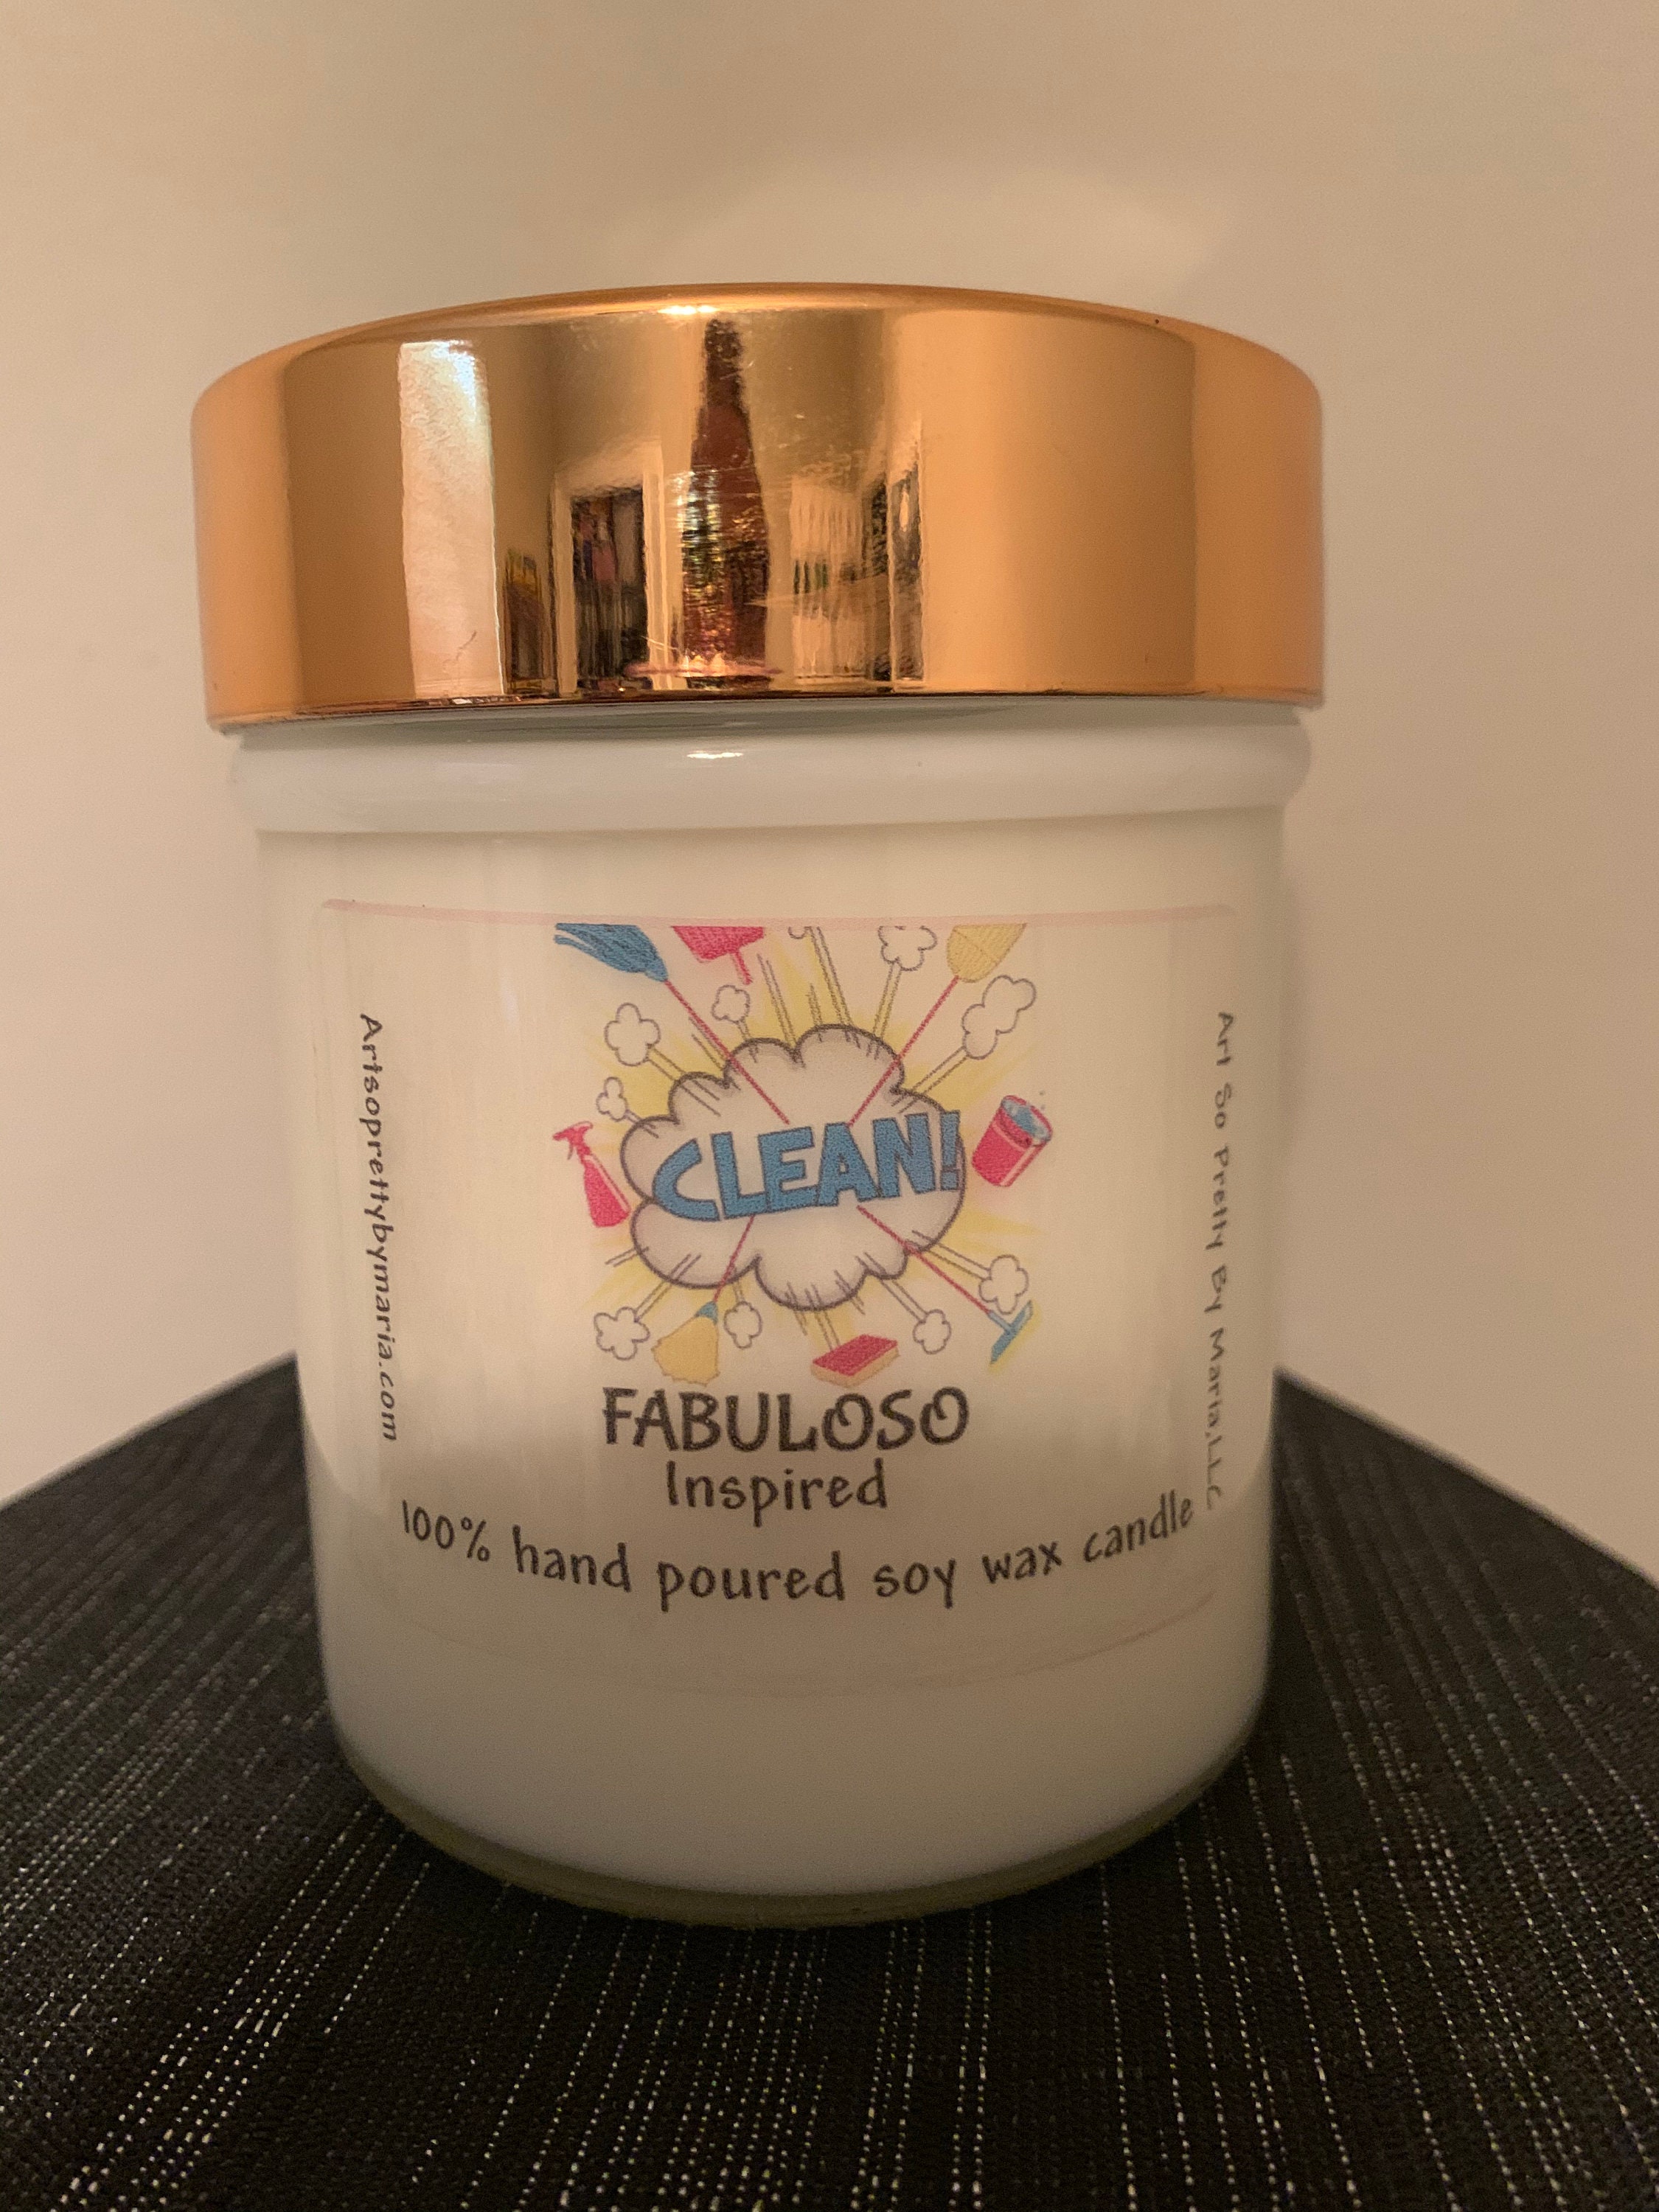 Artsoprettybymaria.com
CLEAN!
FABULOSO
Inspired
100% hand poured soy wax candle
Art So Pretty By Maria,LLC